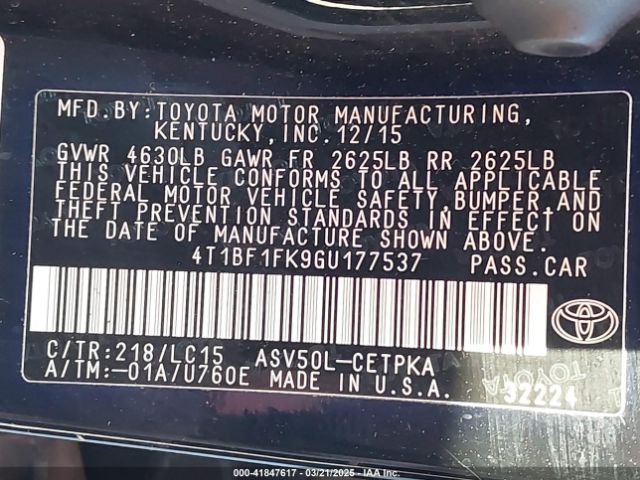 MFD.BY:TOYOTA MOTOR MANUFACTURING,
KENTUCKY,INC.12/15
GVWR 4630LB GAWR FR 2625LB RR 2625LB
THIS VEHICLE CONFORMS TO ALL APPLICABLE
FEDERAL MOTOR VEHICLE SAFETY,BUMPER,AND
THEFT PREVENTION STANDARDS IN EFFECT ON
THE DATE OF MANUFACTURE SHOWN ABOVE.
4T1BF1FK9GU177537 PASS.CAR
C/TR:218/LC15 ASV50L-CETPKA
A/TM:-01A/U760E MADE IN U.S.A.
TOYOTA
32224
000-41847617 - 03/21/2025 - IAA Inc.